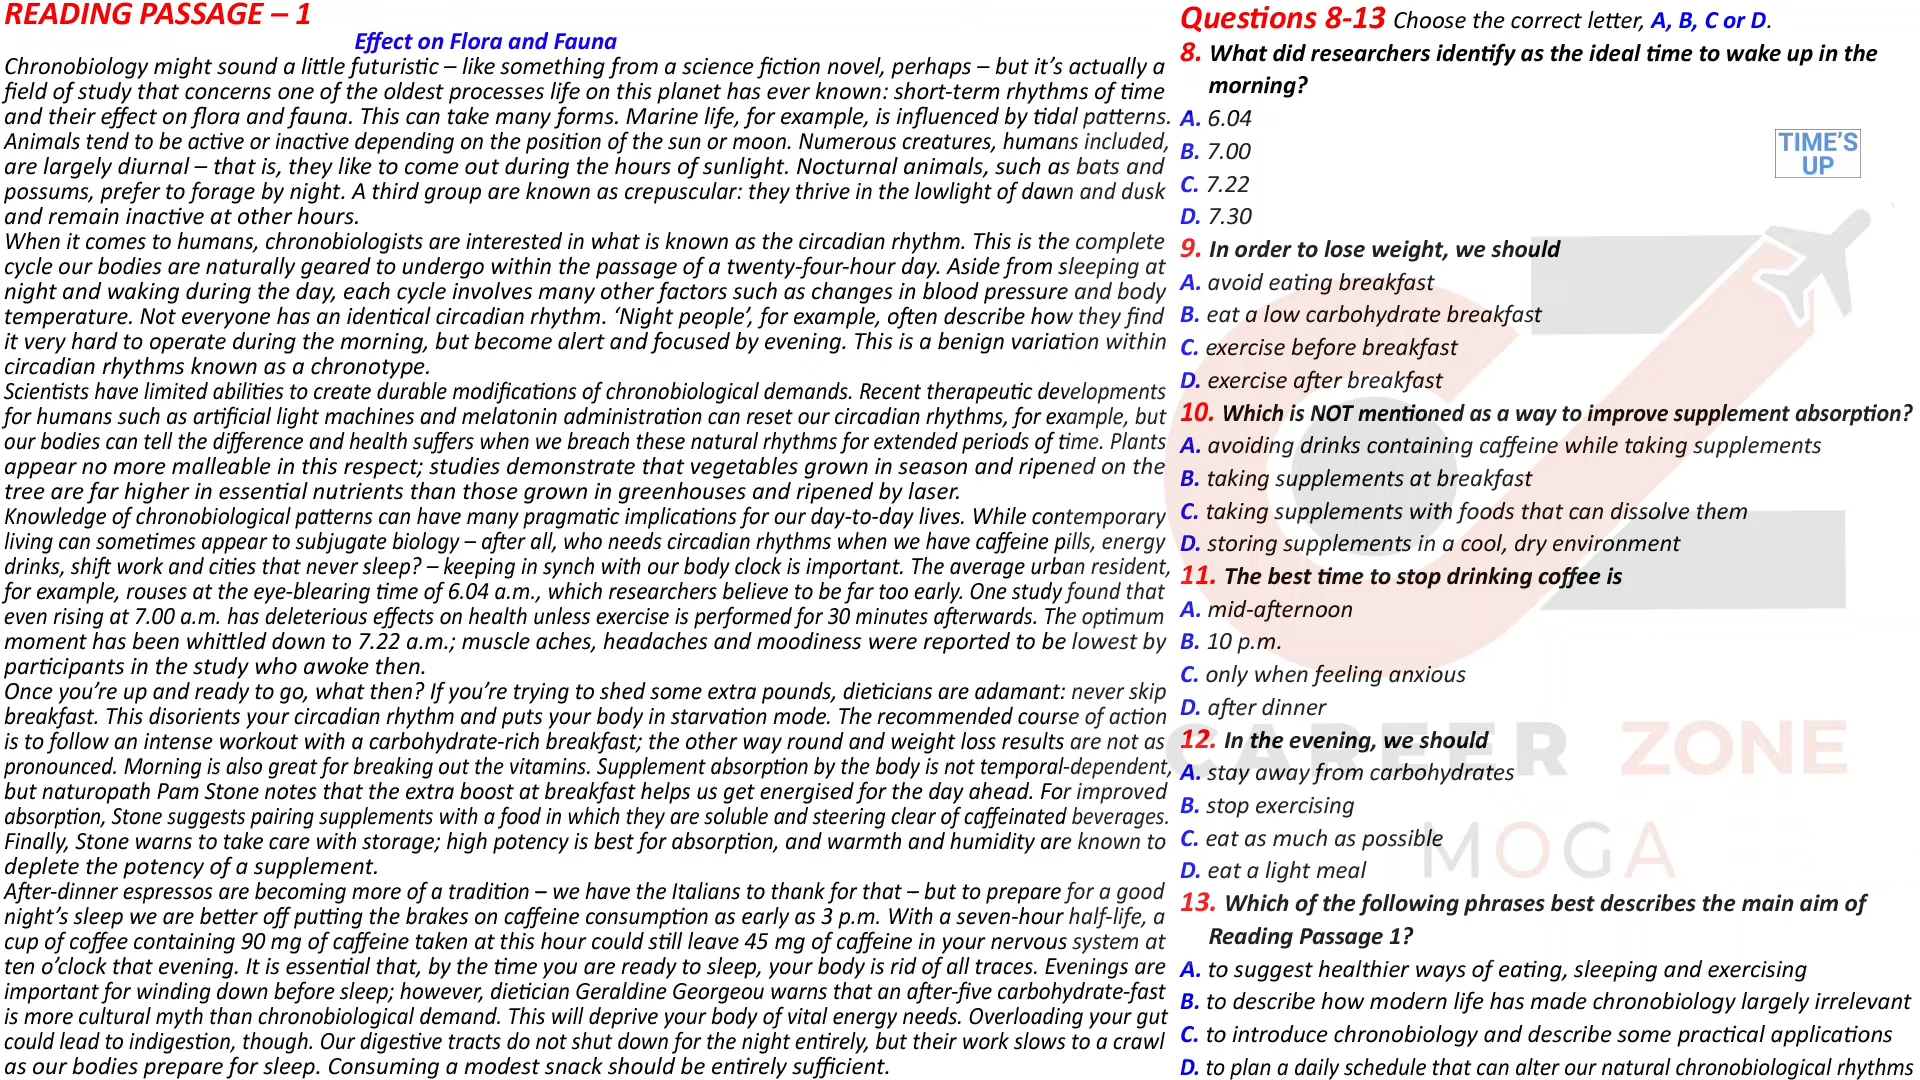 READING PASSAGE – 1
Effect on Flora and Fauna
Chronobiology might sound a little futuristic – like something from a science fiction novel, perhaps – but it’s actually a
field of study that concerns one of the oldest processes life on this planet has ever known: short-term rhythms of time
and their effect on flora and fauna. This can take many forms. Marine life, for example, is influenced by tidal patterns.
Animals tend to be active or inactive depending on the position of the sun or moon. Numerous creatures, humans included,
are largely diurnal – that is, they like to come out during the hours of sunlight. Nocturnal animals, such as bats and
possums, prefer to forage by night. A third group are known as crepuscular: they thrive in the lowlight of dawn and dusk
and remain inactive at other hours.
When it comes to humans, chronobiologists are interested in what is known as the circadian rhythm. This is the complete
cycle our bodies are naturally geared to undergo within the passage of a twenty-four-hour day. Aside from sleeping at
night and waking during the day, each cycle involves many other factors such as changes in blood pressure and body
temperature. Not everyone has an identical circadian rhythm. ‘Night people’, for example, often describe how they find
it very hard to operate during the morning, but become alert and focused by evening. This is a benign variation within
circadian rhythms known as a chronotype.
Scientists have limited abilities to create durable modifications of chronobiological demands. Recent therapeutic developments
for humans such as artificial light machines and melatonin administration can reset our circadian rhythms, for example, but
our bodies can tell the difference and health suffers when we breach these natural rhythms for extended periods of time. Plants
appear no more malleable in this respect; studies demonstrate that vegetables grown in season and ripened on the
tree are far higher in essential nutrients than those grown in greenhouses and ripened by laser.
Knowledge of chronobiological patterns can have many pragmatic implications for our day-to-day lives. While contemporary
living can sometimes appear to subjugate biology – after all, who needs circadian rhythms when we have caffeine pills, energy
drinks, shift work and cities that never sleep? – keeping in synch with our body clock is important. The average urban resident,
for example, rouses at the eye-blearing time of 6.04 a.m., which researchers believe to be far too early. One study found that
even rising at 7.00 a.m. has deleterious effects on health unless exercise is performed for 30 minutes afterwards. The optimum
moment has been whittled down to 7.22 a.m.; muscle aches, headaches and moodiness were reported to be lowest by
participants in the study who awoke then.
Once you’re up and ready to go, what then? If you’re trying to shed some extra pounds, dieticians are adamant: never skip
breakfast. This disorients your circadian rhythm and puts your body in starvation mode. The recommended course of action
is to follow an intense workout with a carbohydrate-rich breakfast; the other way round and weight loss results are not as
pronounced. Morning is also great for breaking out the vitamins. Supplement absorption by the body is not temporal-dependent,
but naturopath Pam Stone notes that the extra boost at breakfast helps us get energised for the day ahead. For improved
absorption, Stone suggests pairing supplements with a food in which they are soluble and steering clear of caffeinated beverages.
Finally, Stone warns to take care with storage; high potency is best for absorption, and warmth and humidity are known to
deplete the potency of a supplement.
After-dinner espressos are becoming more of a tradition – we have the Italians to thank for that – but to prepare for a good
night’s sleep we are better off putting the brakes on caffeine consumption as early as 3 p.m. With a seven-hour half-life, a
cup of coffee containing 90 mg of caffeine taken at this hour could still leave 45 mg of caffeine in your nervous system at
ten o’clock that evening. It is essential that, by the time you are ready to sleep, your body is rid of all traces. Evenings are
important for winding down before sleep; however, dietician Geraldine Georgeou warns that an after-five carbohydrate-fast
is more cultural myth than chronobiological demand. This will deprive your body of vital energy needs. Overloading your gut
could lead to indigestion, though. Our digestive tracts do not shut down for the night entirely, but their work slows to a crawl
as our bodies prepare for sleep. Consuming a modest snack should be entirely sufficient.
Questions 8-13 Choose the correct letter, A, B, C or D.
8. What did researchers identify as the ideal time to wake up in the
morning?
A. 6.04
B. 7.00
C. 7.22
D. 7.30
TIME’S
UP
9. In order to lose weight, we should
A. avoid eating breakfast
B. eat a low carbohydrate breakfast
C. exercise before breakfast
D. exercise after breakfast
10. Which is NOT mentioned as a way to improve supplement absorption?
A. avoiding drinks containing caffeine while taking supplements
B. taking supplements at breakfast
C. taking supplements with foods that can dissolve them
D. storing supplements in a cool, dry environment
11. The best time to stop drinking coffee is
A. mid-afternoon
B. 10 p.m.
C. only when feeling anxious
D. after dinner
12. In the evening, we should
A. stay away from carbohydrates
B. stop exercising
C. eat as much as possible
D. eat a light meal
13. Which of the following phrases best describes the main aim of
Reading Passage 1?
A. to suggest healthier ways of eating, sleeping and exercising
B. to describe how modern life has made chronobiology largely irrelevant
C. to introduce chronobiology and describe some practical applications
D. to plan a daily schedule that can alter our natural chronobiological rhythms
CAREER ZONE
MOGA